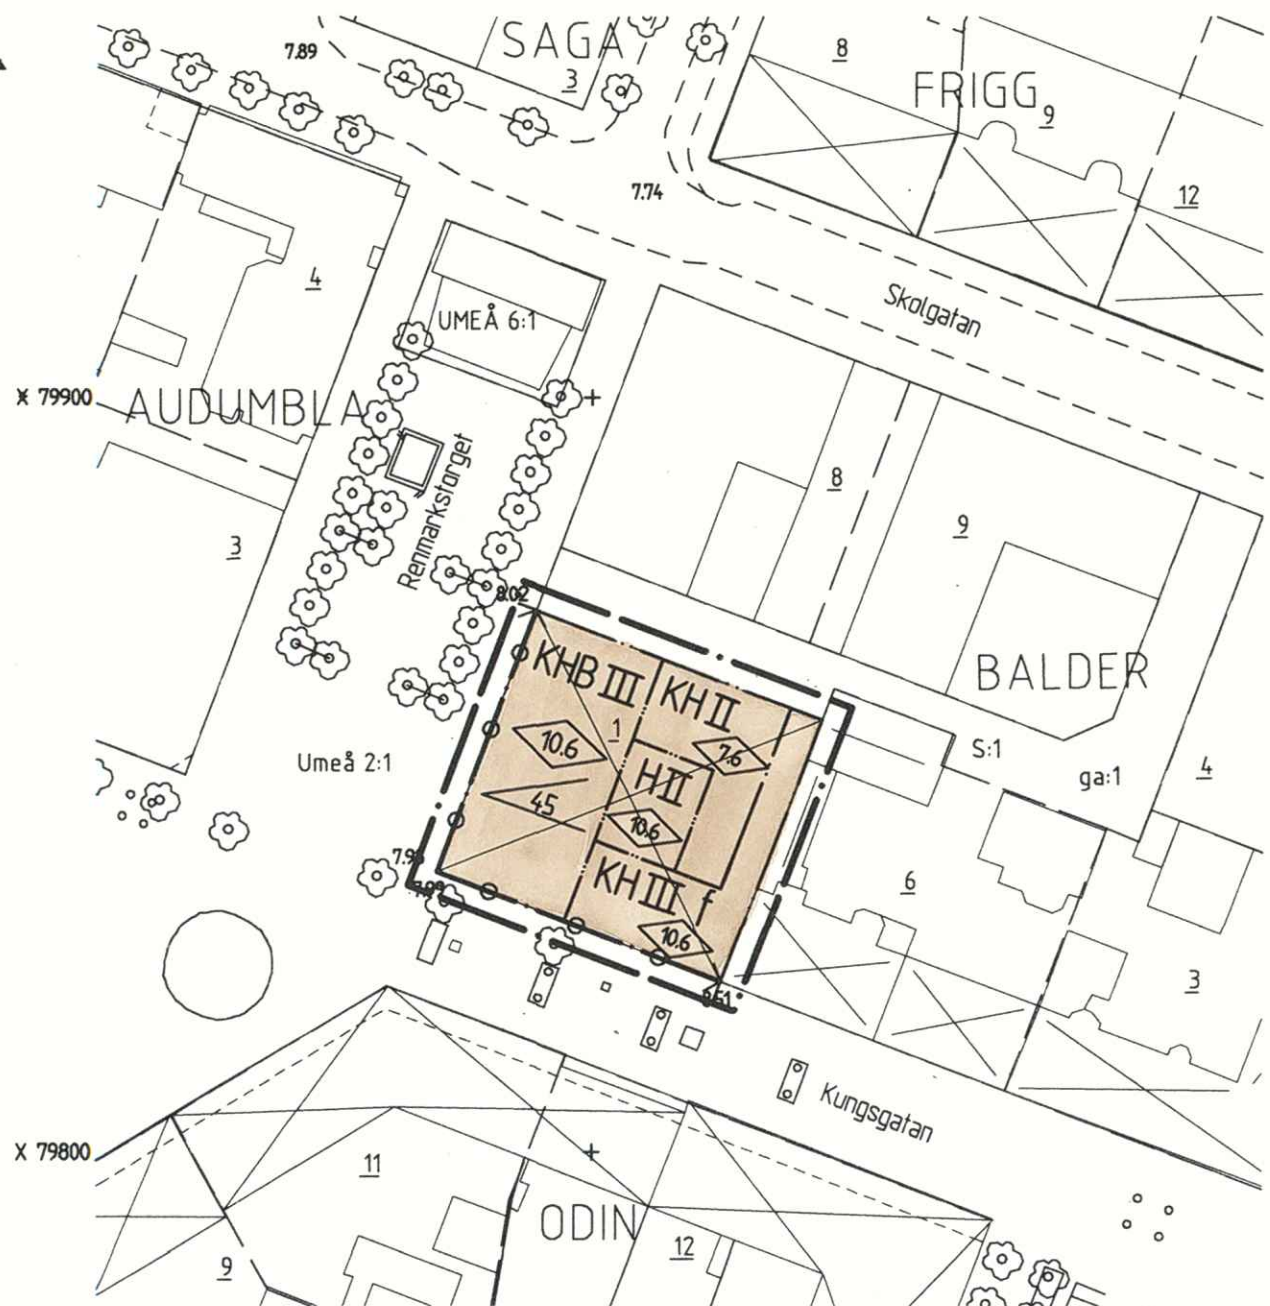 SAGA
7.89
3
8
FRIGG
9
7.74
12
4
Skolgatan
UMEÅ 6:1
X 79900
AUDUMBLA
Renmarkstorget
8
9
3
8.02
KHB III
KH II
BALDER
1
10.6
7.6
S:1
ga:1
4
Umeå 2:1
H II
45
10.6
KH III f
6
10.6
3
Kungsgatan
X 79800
11
ODIN
12
9